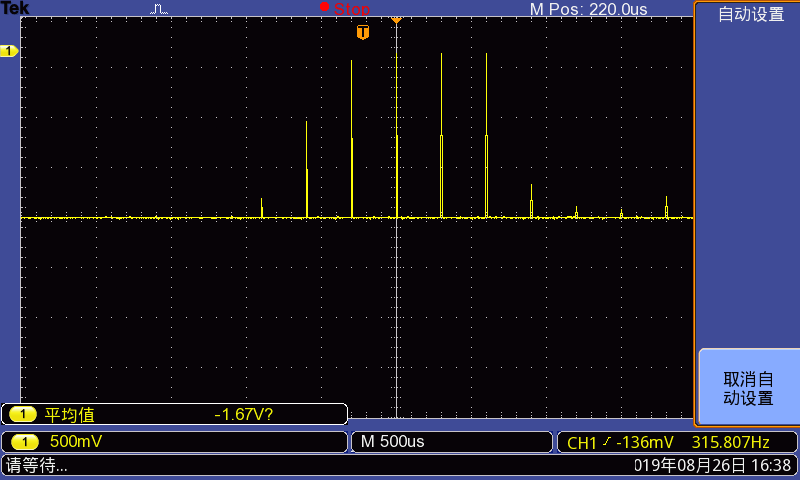 Tek Stop M Pos: 220.0us
自动设置
T
1
取消自
动设置
1 平均值 -1.67V?
1 500mV M 500us CH1 -136mV 315.807Hz
请等待... 019年08月26日 16:38